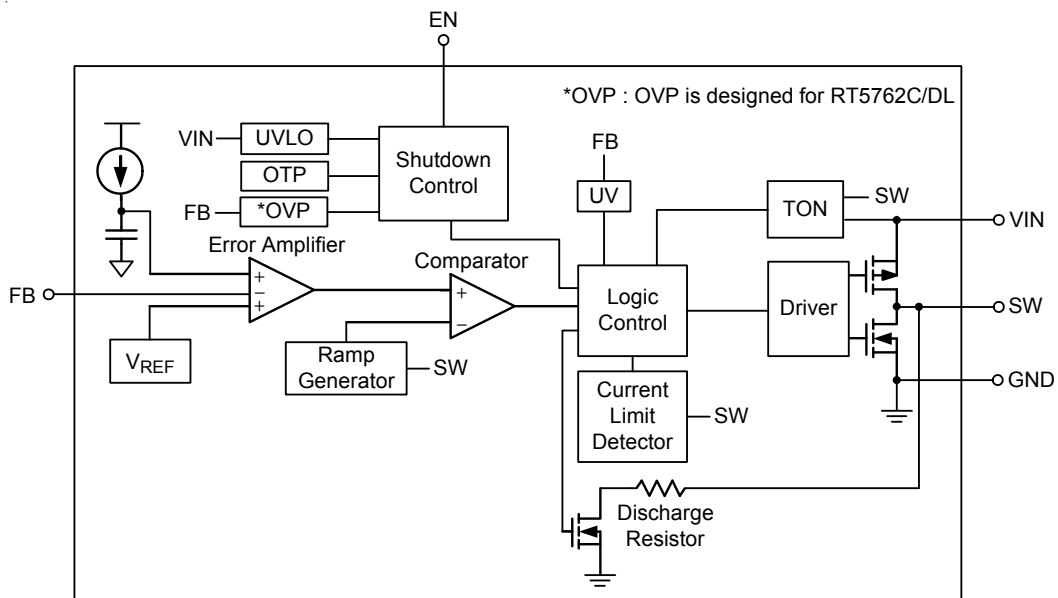 EN
*OVP : OVP is designed for RT5762C/DL
VIN
UVLO
Shutdown
Control
OTP
FB
*OVP
FB
UV
TON
SW
VIN
Error Amplifier
Comparator
+
−
+
FB
+
−
Logic
Control
Driver
SW
VREF
Ramp
Generator
SW
GND
Current
Limit
Detector
SW
Discharge
Resistor